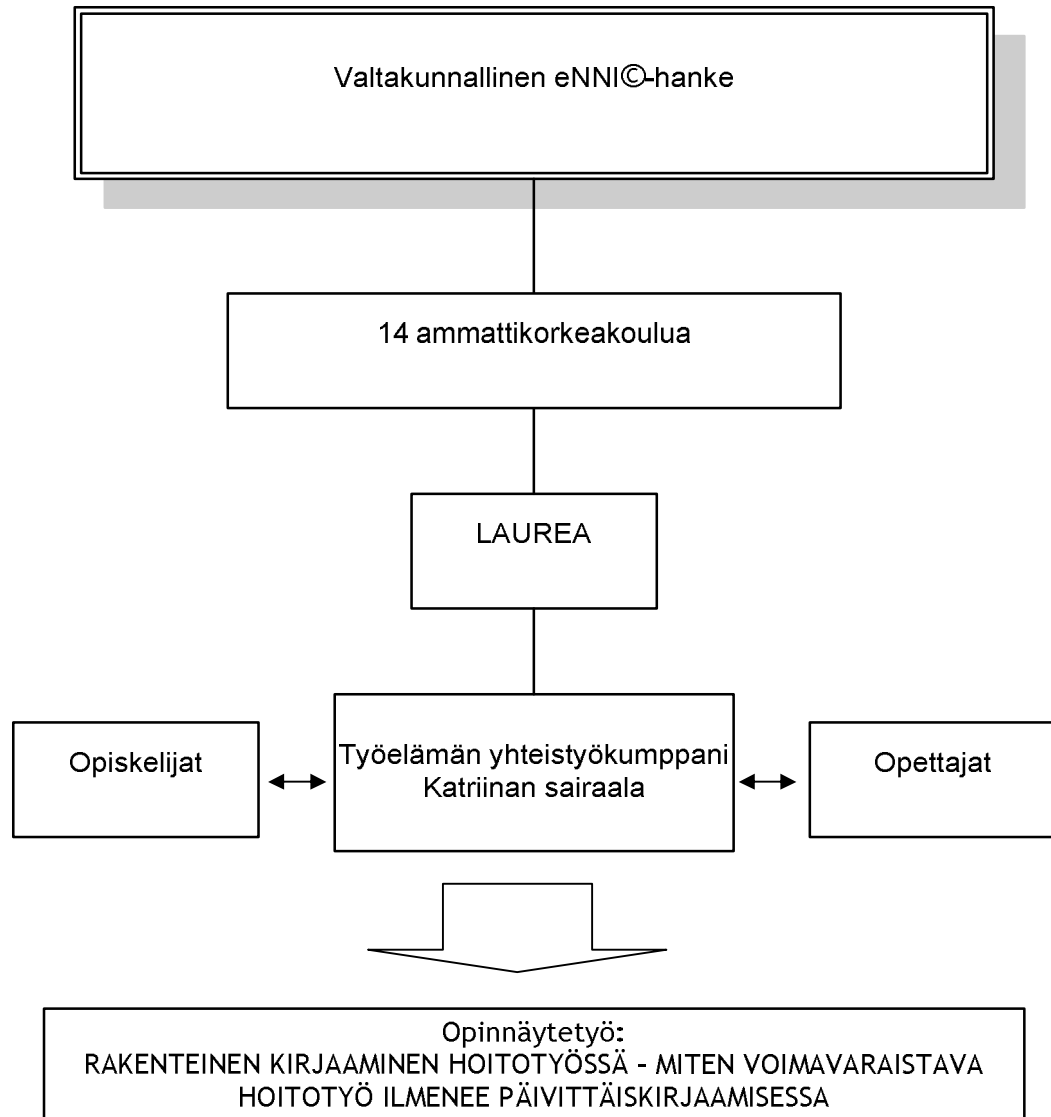 Valtakunnallinen eNNI©-hanke
14 ammattikorkeakoulua
LAUREA
Opiskelijat
Työelämän yhteistyökumppani
Katriinan sairaala
Opettajat
Opinnäytetyö:
RAKENTEINEN KIRJAAMINEN HOITOTYÖSSÄ - MITEN VOIMAVARAISTAVA
HOITOTYÖ ILMENEE PÄIVITTÄISKIRJAAMISESSA